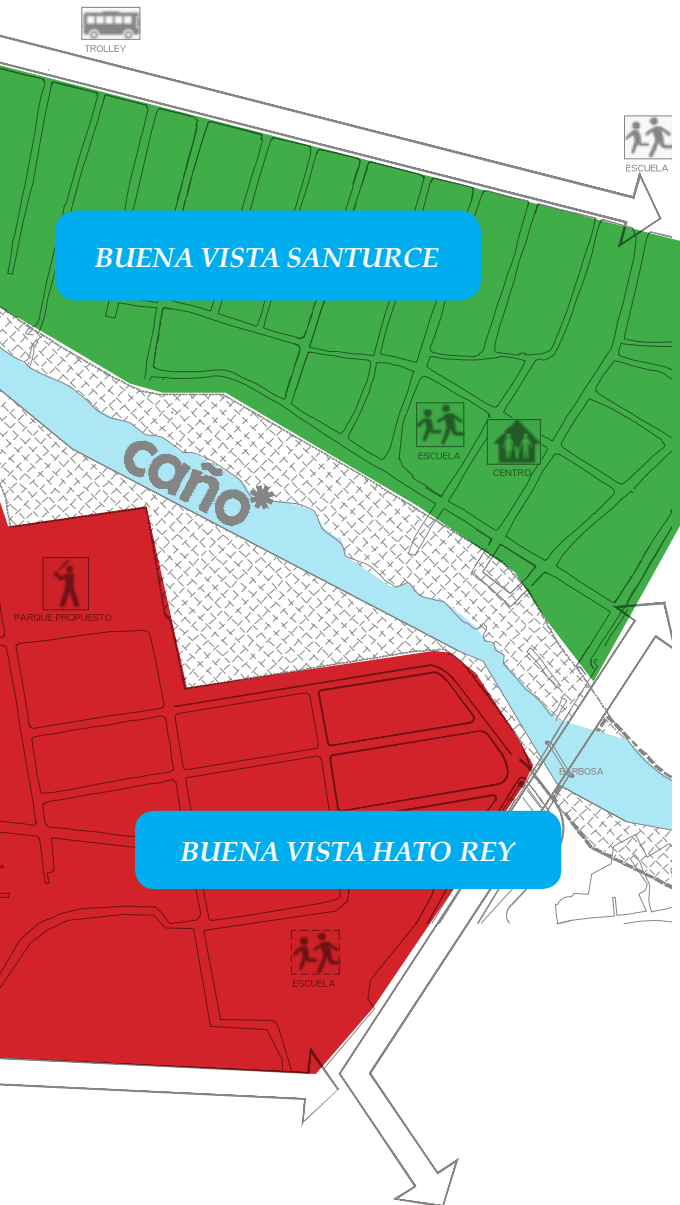 TROLLEY
ESCUELA
BUENA VISTA SANTURCE
ESCUELA
CENTRO
caño*
PARQUE PROPUESTO
BARBOSA
BUENA VISTA HATO REY
ESCUELA